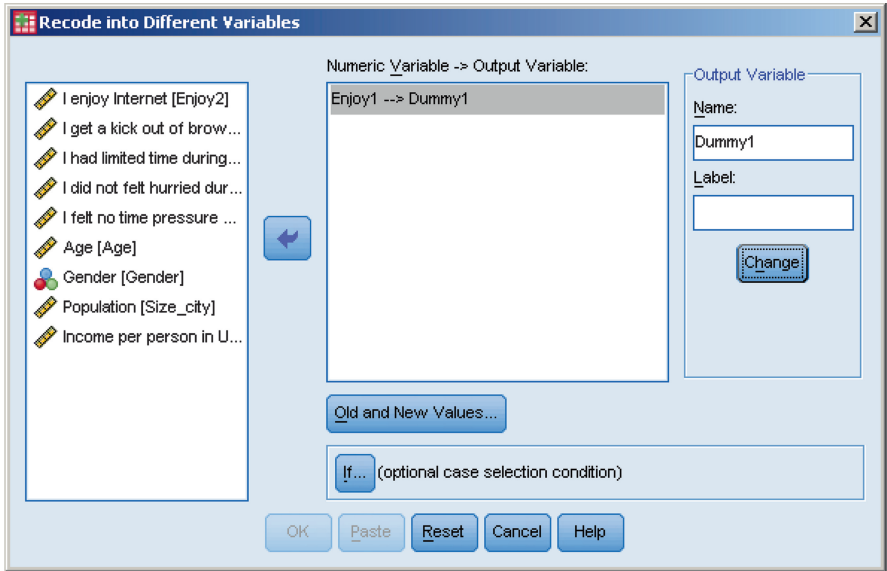 Recode into Different Variables
I enjoy Internet [Enjoy2]
I get a kick out of brow...
I had limited time during...
I did not felt hurried dur...
I felt no time pressure ...
Age [Age]
Gender [Gender]
Population [Size_city]
Income per person in U...
Numeric Variable -> Output Variable:
Enjoy1 --> Dummy1
Output Variable
Name:
Dummy1
Label:
Change
Old and New Values...
If... (optional case selection condition)
OK Paste Reset Cancel Help